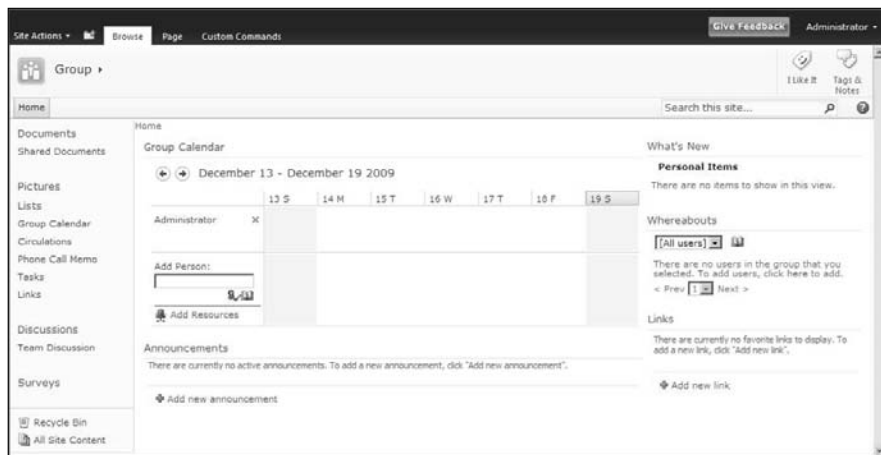 Site Actions Browse Page Custom Commands Give Feedback Administrator
Group
I Like It Tags & Notes
Home Search this site...
Documents
Shared Documents
Pictures
Lists
Group Calendar
Circulations
Phone Call Memo
Tasks
Links
Discussions
Team Discussion
Surveys
Recycle Bin
All Site Content
Home
Group Calendar
December 13 - December 19 2009
13 S 14 M 15 T 16 W 17 T 18 F 19 S
Administrator
Add Person:
Add Resources
Announcements
There are currently no active announcements. To add a new announcement, click "Add new announcement".
Add new announcement
What's New
Personal Items
There are no items to show in this view.
Whereabouts
[All users]
There are no users in the group that you
selected. To add users, click here to add.
< Prev 1 Next >
Links
There are currently no favorite links to display. To
add a new link, click "Add new link".
Add new link